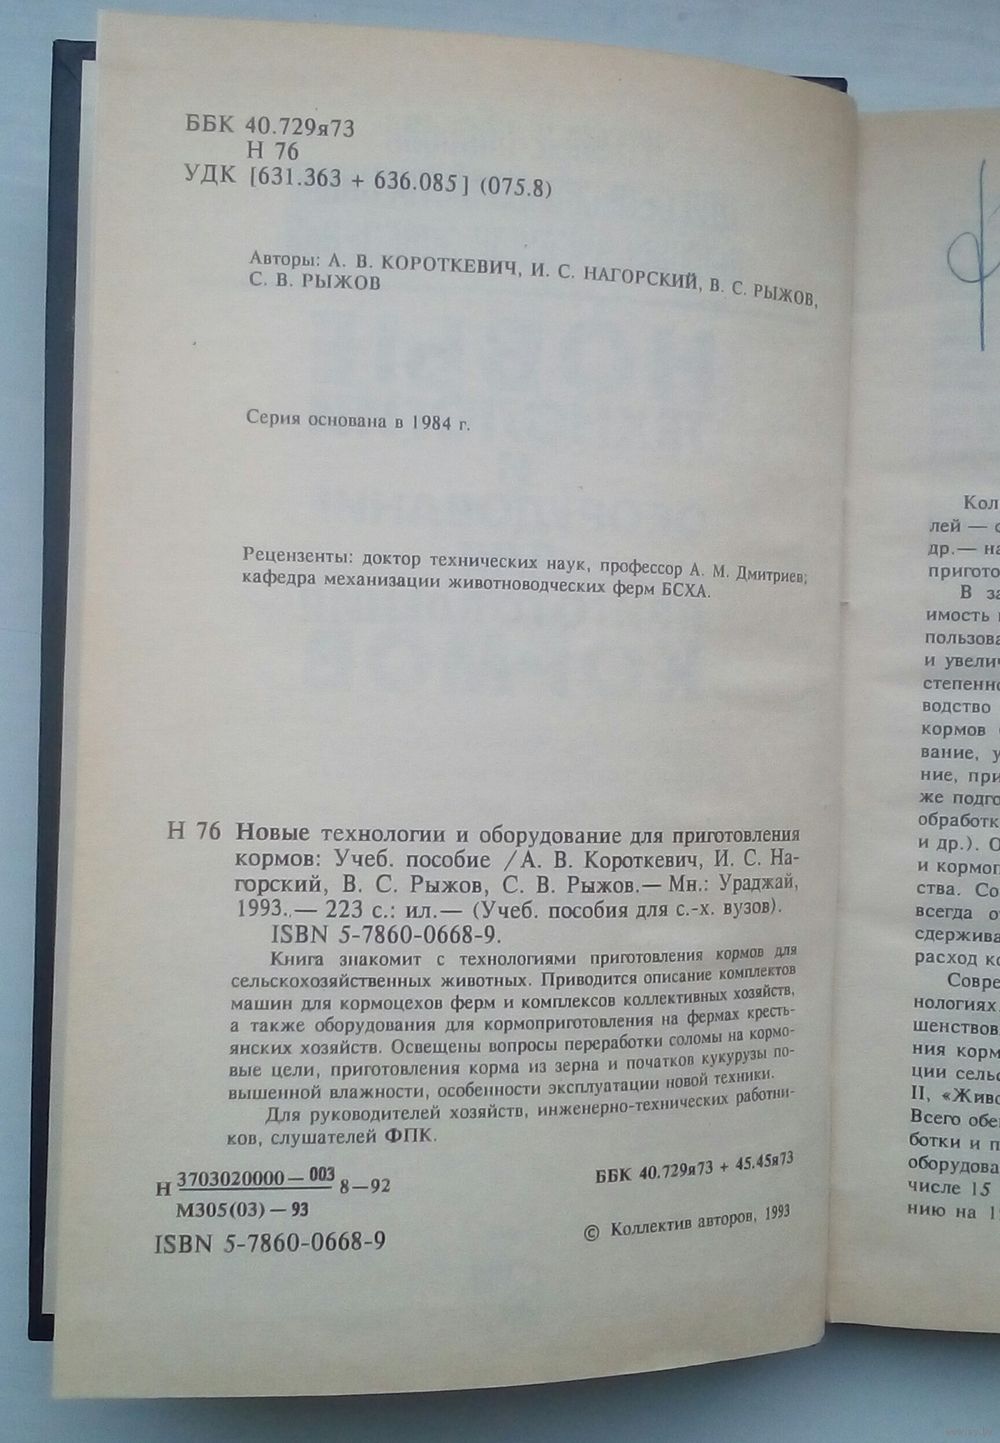 ББК 40.729я73
Н 76
УДК [631.363 + 636.085] (075.8)
Авторы: А. В. КОРОТКЕВИЧ, И. С. НАГОРСКИЙ, В. С. РЫЖОВ,
С. В. РЫЖОВ
Серия основана в 1984 г.
Рецензенты: доктор технических наук, профессор А. М. Дмитриев;
кафедра механизации животноводческих ферм БСХА.
Н 76 Новые технологии и оборудование для приготовления
кормов: Учеб. пособие /А. В. Короткевич, И. С. На-
горский, В. С. Рыжов, С. В. Рыжов.— Мн.: Ураджай,
1993.— 223 с.: ил.— (Учеб. пособия для с.-х. вузов).
ISBN 5-7860-0668-9.
Книга знакомит с технологиями приготовления кормов для
сельскохозяйственных животных. Приводится описание комплектов
машин для кормоцехов ферм и комплексов коллективных хозяйств,
а также оборудования для кормоприготовления на фермах кресть-
янских хозяйств. Освещены вопросы переработки соломы на кормо-
вые цели, приготовления корма из зерна и початков кукурузы по-
вышенной влажности, особенности эксплуатации новой техники.
Для руководителей хозяйств, инженерно-технических работни-
ков, слушателей ФПК.
Н 3703020000—003 8—92
М305(03)—93
ББК 40.729я73 + 45.45я73
ISBN 5-7860-0668-9
© Коллектив авторов, 1993
Кол
лей — с
др.— на
пригото
В за
имость
пользова
и увелич
степенно
водство
кормов
вание, у
ние, при
же подго
обработк
и др.). О
и кормоп
ства. Со
всегда о
сдержива
расход ко
Совре
нологиях
шенствов
ния корм
ции сельс
II, «Живо
Всего обе
ботки и п
оборудова
числе 15
нию на 1